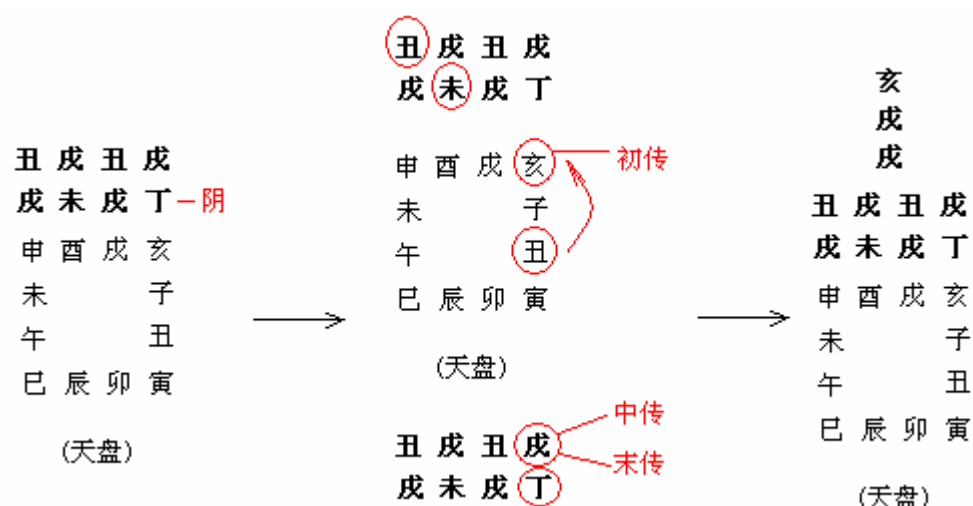 丑 戌 丑 戌
戌 未 戌 丁 阴
申 酉 戌 亥
未 子
午 丑
巳 辰 卯 寅
(天盘)
丑 戌 丑 戌
戌 未 戌 丁
申 酉 戌 亥 初传
未 子
午 丑
巳 辰 卯 寅
(天盘)
中传
丑 戌 丑 戌
末传
戌 未 戌 丁
亥
戌
戌
丑 戌 丑 戌
戌 未 戌 丁
申 酉 戌 亥
未 子
午 丑
巳 辰 卯 寅
(天盘)